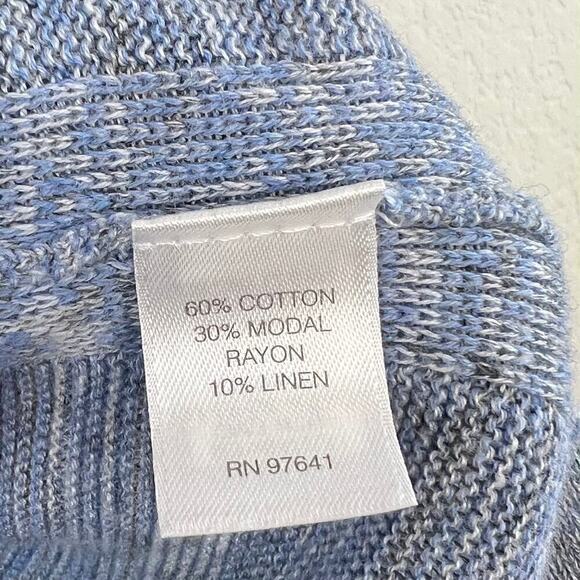 60% COTTON
30% MODAL
RAYON
10% LINEN
RN 97641